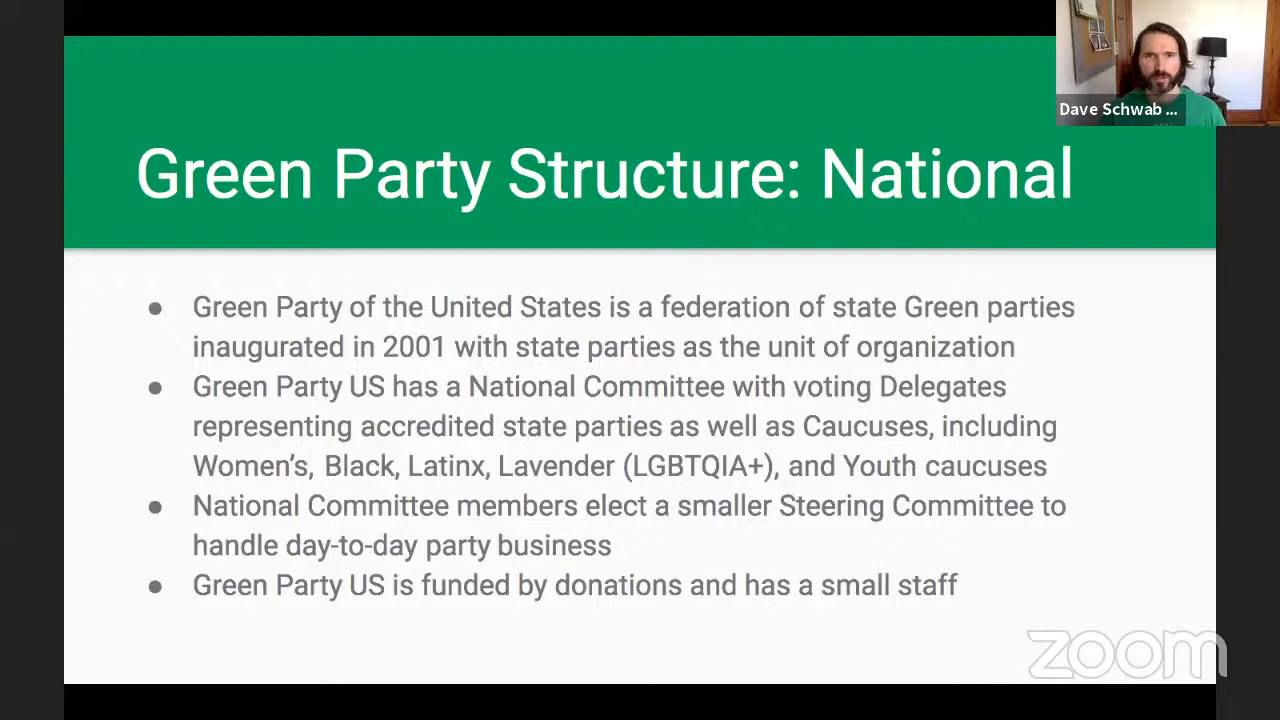 Dave Schwab ...
Green Party Structure: National
● Green Party of the United States is a federation of state Green parties
inaugurated in 2001 with state parties as the unit of organization
● Green Party US has a National Committee with voting Delegates
representing accredited state parties as well as Caucuses, including
Women's, Black, Latinx, Lavender (LGBTQIA+), and Youth caucuses
● National Committee members elect a smaller Steering Committee to
handle day-to-day party business
● Green Party US is funded by donations and has a small staff
zoom